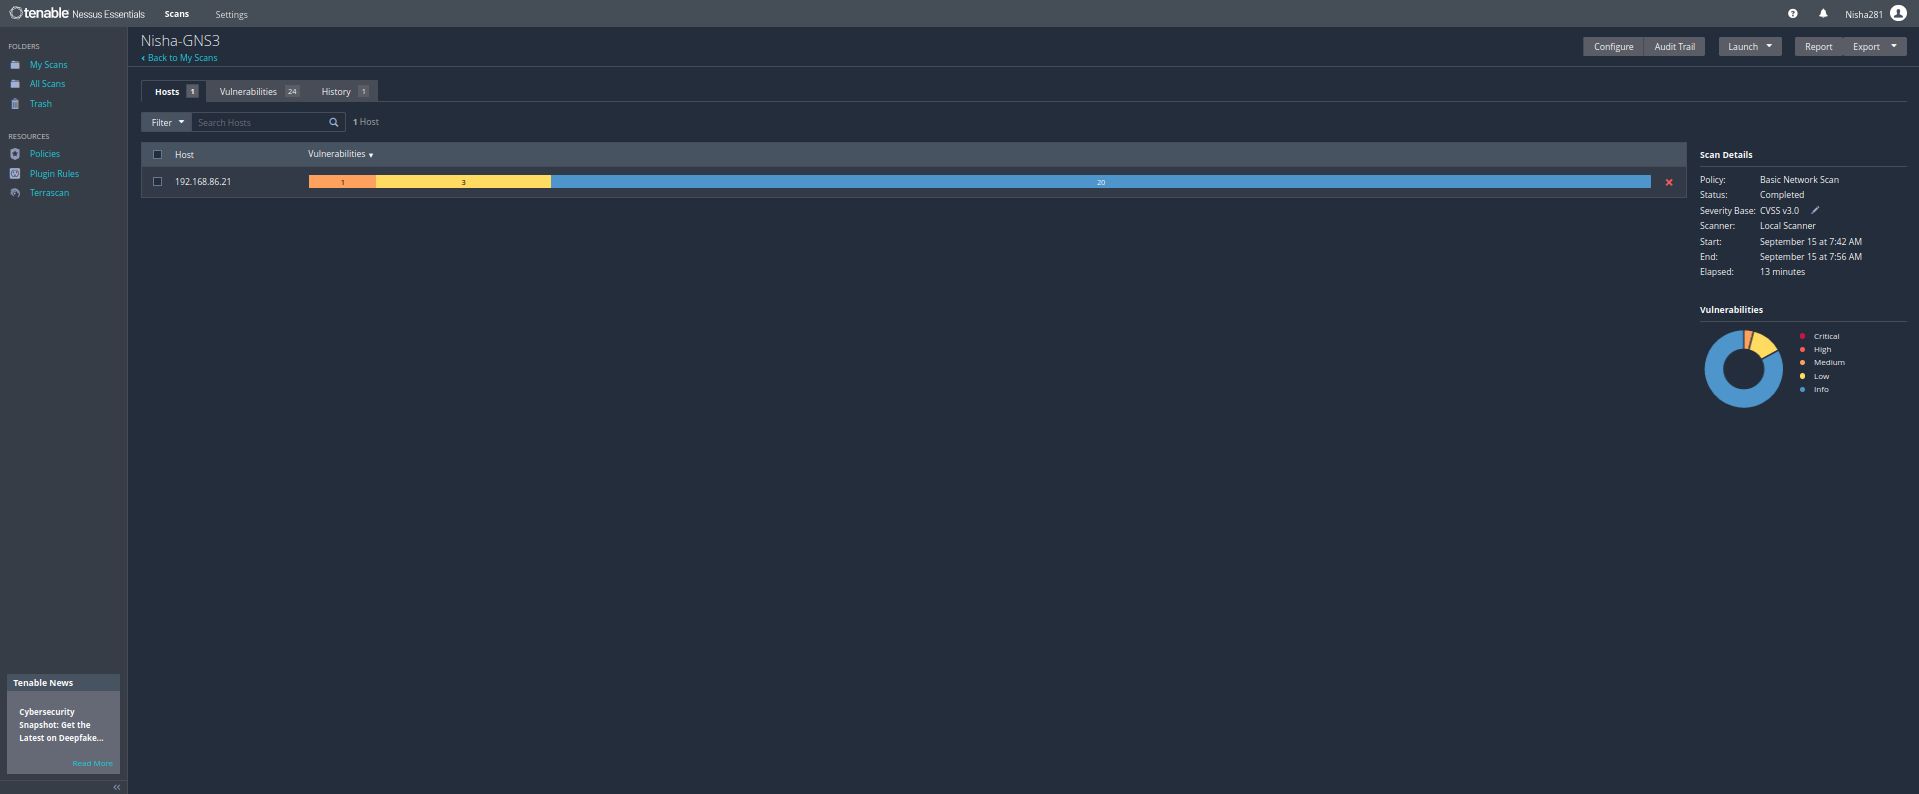 tenable Nessus Essentials Scans Settings Nisha281
FOLDERS
My Scans
All Scans
Trash
RESOURCES
Policies
Plugin Rules
Terrascan
Tenable News
Cybersecurity
Snapshot: Get the
Latest on Deepfake...
Read More
Nisha-GNS3
Back to My Scans
Configure Audit Trail Launch Report Export
Hosts 1 Vulnerabilities 24 History 1
Filter Search Hosts 1 Host
Host Vulnerabilities
192.168.86.21 1 3 20
Scan Details
Policy: Basic Network Scan
Status: Completed
Severity Base: CVSS v3.0
Scanner: Local Scanner
Start: September 15 at 7:42 AM
End: September 15 at 7:56 AM
Elapsed: 13 minutes
Vulnerabilities
Critical
High
Medium
Low
Info